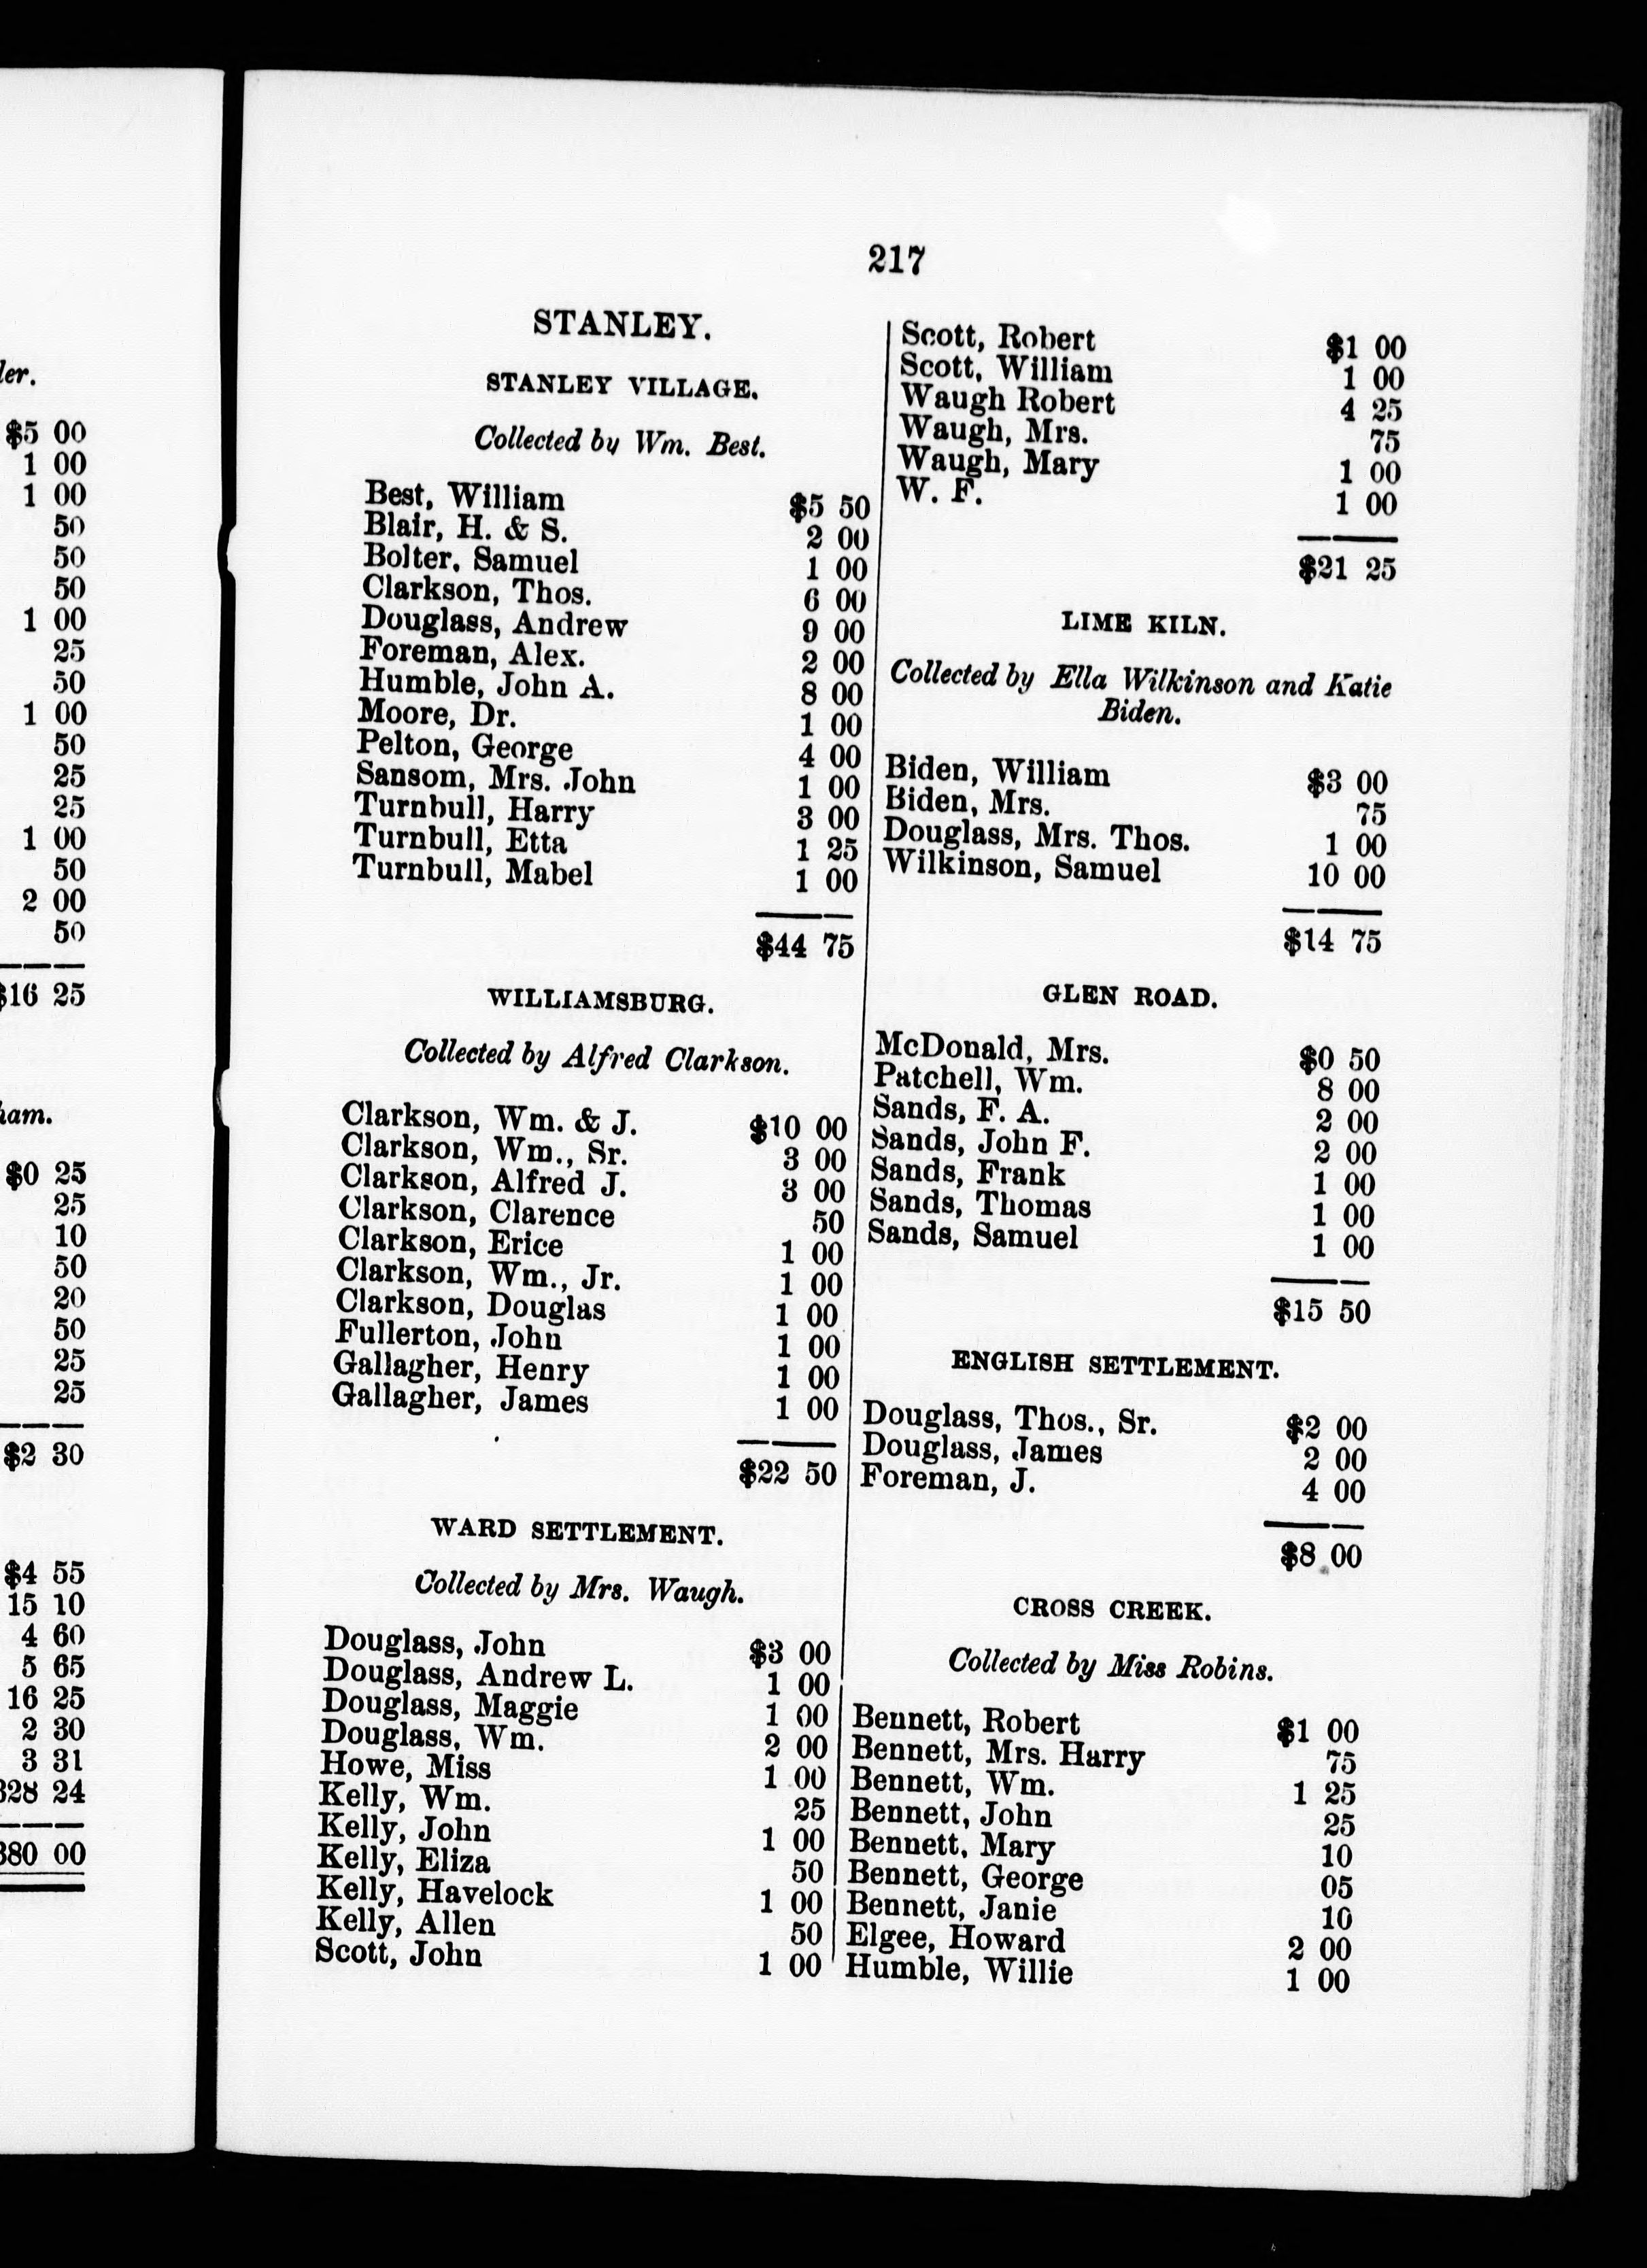 ler.
$5 00
1 00
1 00
50
50
50
1 00
25
50
1 00
50
25
25
1 00
50
2 00
50
$16 25
ham.
$0 25
25
10
50
20
50
25
25
$2 30
$4 55
15 10
4 60
5 65
16 25
2 30
3 31
328 24
380 00
217
STANLEY.
STANLEY VILLAGE.
Collected by Wm. Best.
Best, William $5 50
Blair, H. & S. 2 00
Bolter, Samuel 1 00
Clarkson, Thos. 6 00
Douglass, Andrew 9 00
Foreman, Alex. 2 00
Humble, John A. 8 00
Moore, Dr. 1 00
Pelton, George 4 00
Sansom, Mrs. John 1 00
Turnbull, Harry 3 00
Turnbull, Etta 1 25
Turnbull, Mabel 1 00
$44 75
WILLIAMSBURG.
Collected by Alfred Clarkson.
Clarkson, Wm. & J. $10 00
Clarkson, Wm., Sr. 3 00
Clarkson, Alfred J. 3 00
Clarkson, Clarence 50
Clarkson, Erice 1 00
Clarkson, Wm., Jr. 1 00
Clarkson, Douglas 1 00
Fullerton, John 1 00
Gallagher, Henry 1 00
Gallagher, James 1 00
$22 50
WARD SETTLEMENT.
Collected by Mrs. Waugh.
Douglass, John $3 00
Douglass, Andrew L. 1 00
Douglass, Maggie 1 00
Douglass, Wm. 2 00
Howe, Miss 1 00
Kelly, Wm. 25
Kelly, John 1 00
Kelly, Eliza 50
Kelly, Havelock 1 00
Kelly, Allen 50
Scott, John 1 00
Scott, Robert $1 00
Scott, William 1 00
Waugh Robert 4 25
Waugh, Mrs. 75
Waugh, Mary 1 00
W. F. 1 00
$21 25
LIME KILN.
Collected by Ella Wilkinson and Katie
Biden.
Biden, William $3 00
Biden, Mrs. 75
Douglass, Mrs. Thos. 1 00
Wilkinson, Samuel 10 00
$14 75
GLEN ROAD.
McDonald, Mrs. $0 50
Patchell, Wm. 8 00
Sands, F. A. 2 00
Sands, John F. 2 00
Sands, Frank 1 00
Sands, Thomas 1 00
Sands, Samuel 1 00
$15 50
ENGLISH SETTLEMENT.
Douglass, Thos., Sr. $2 00
Douglass, James 2 00
Foreman, J. 4 00
$8 00
CROSS CREEK.
Collected by Miss Robins.
Bennett, Robert $1 00
Bennett, Mrs. Harry 75
Bennett, Wm. 1 25
Bennett, John 25
Bennett, Mary 10
Bennett, George 05
Bennett, Janie 10
Elgee, Howard 2 00
Humble, Willie 1 00